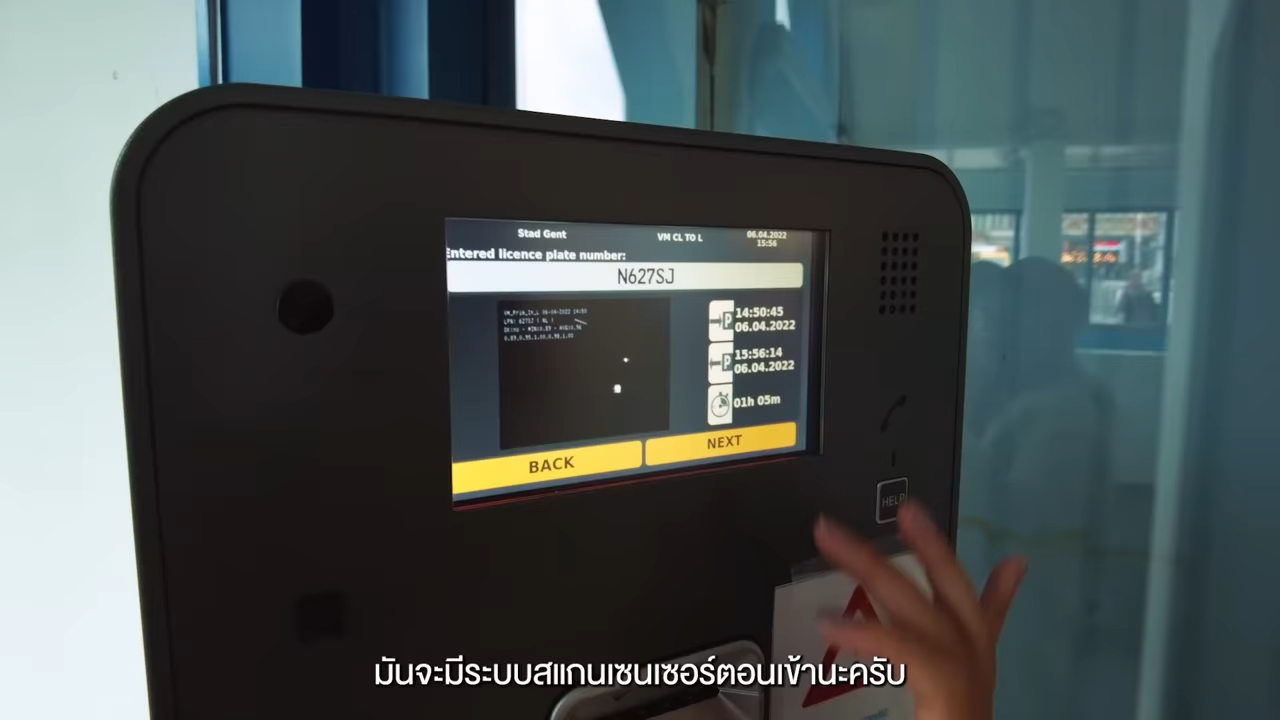 Stad Gent
VM CL TO L
06.04.2022
15:56
Entered licence plate number:
N627SJ
14:50:45
06.04.2022
15:56:14
06.04.2022
01h 05m
BACK
NEXT
HELP
มันจะมีระบบสแกนเซนเซอร์ตอนเข้านะครับ